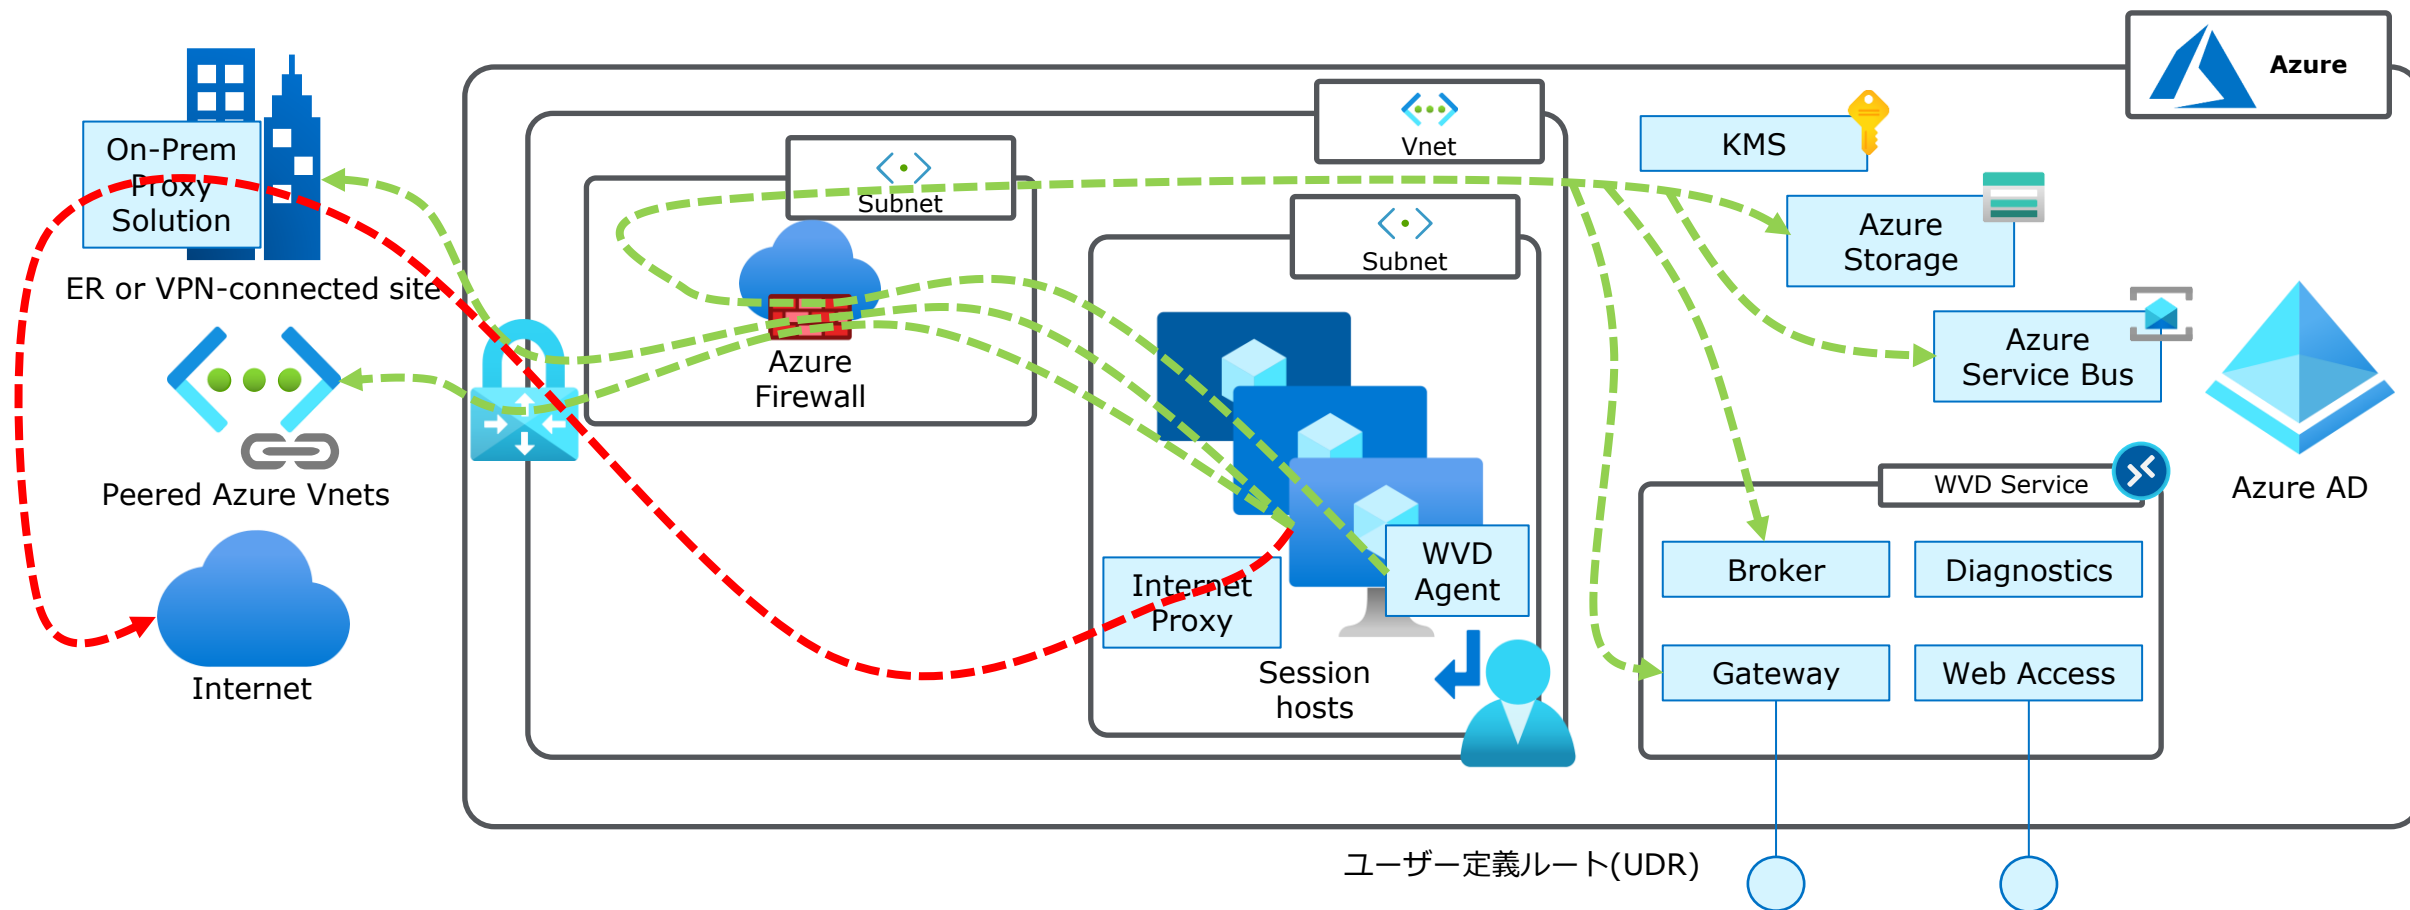 Azure
Vnet
Subnet
Subnet
On-Prem
Proxy
Solution
ER or VPN-connected site
Peered Azure Vnets
Internet
Azure
Firewall
Internet
Proxy
WVD
Agent
Session
hosts
KMS
Azure
Storage
Azure
Service Bus
Azure AD
WVD Service
Broker
Diagnostics
Gateway
Web Access
ユーザー定義ルート(UDR)